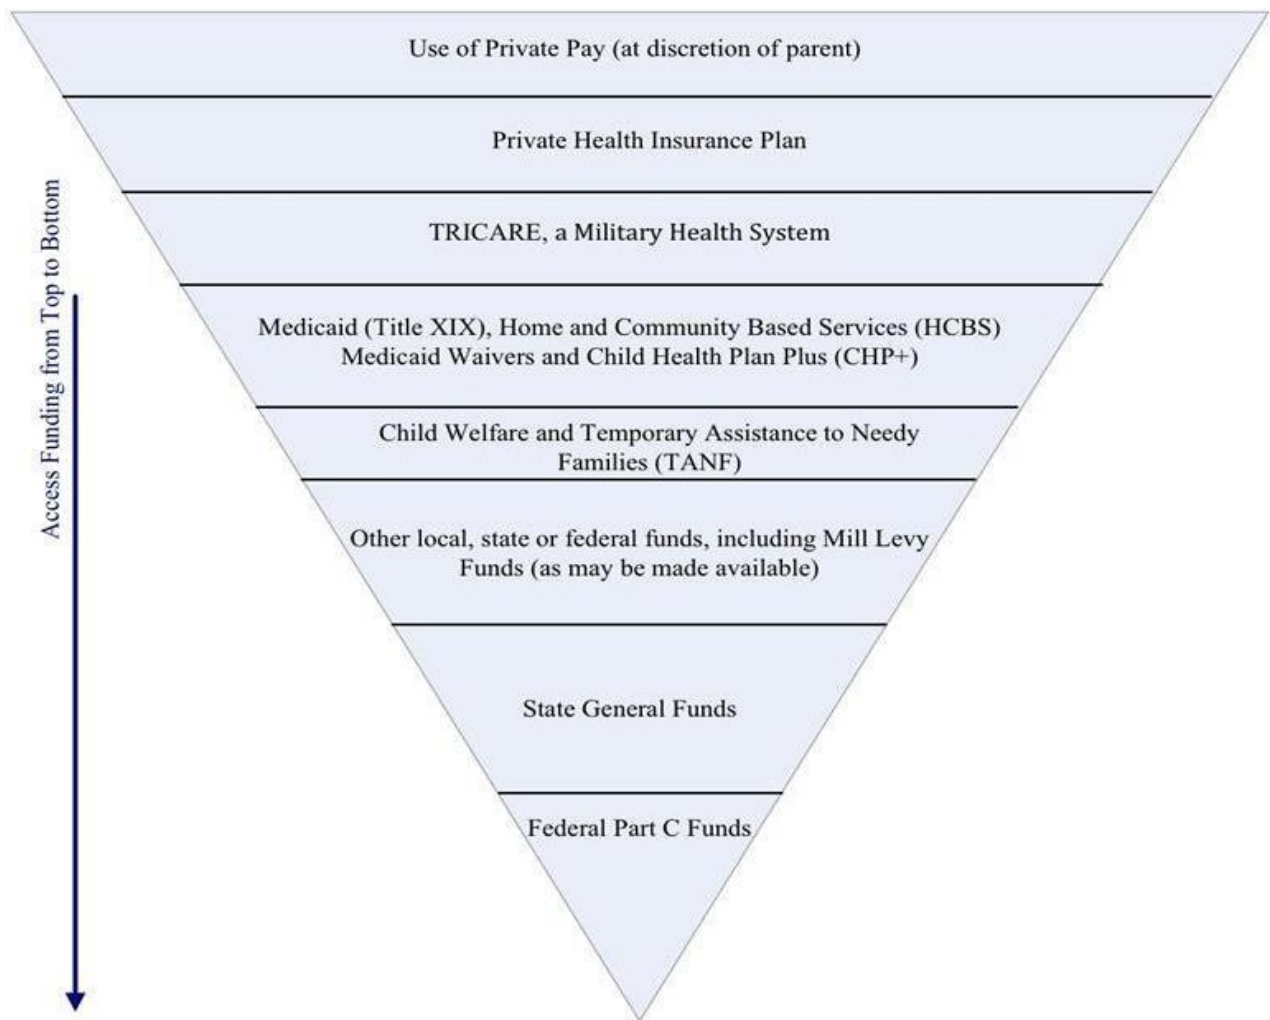 Use of Private Pay (at discretion of parent)
Private Health Insurance Plan
TRICARE, a Military Health System
Medicaid (Title XIX), Home and Community Based Services (HCBS)
Medicaid Waivers and Child Health Plan Plus (CHP+)
Child Welfare and Temporary Assistance to Needy
Families (TANF)
Other local, state or federal funds, including Mill Levy
Funds (as may be made available)
State General Funds
Federal Part C Funds
Access Funding from Top to Bottom